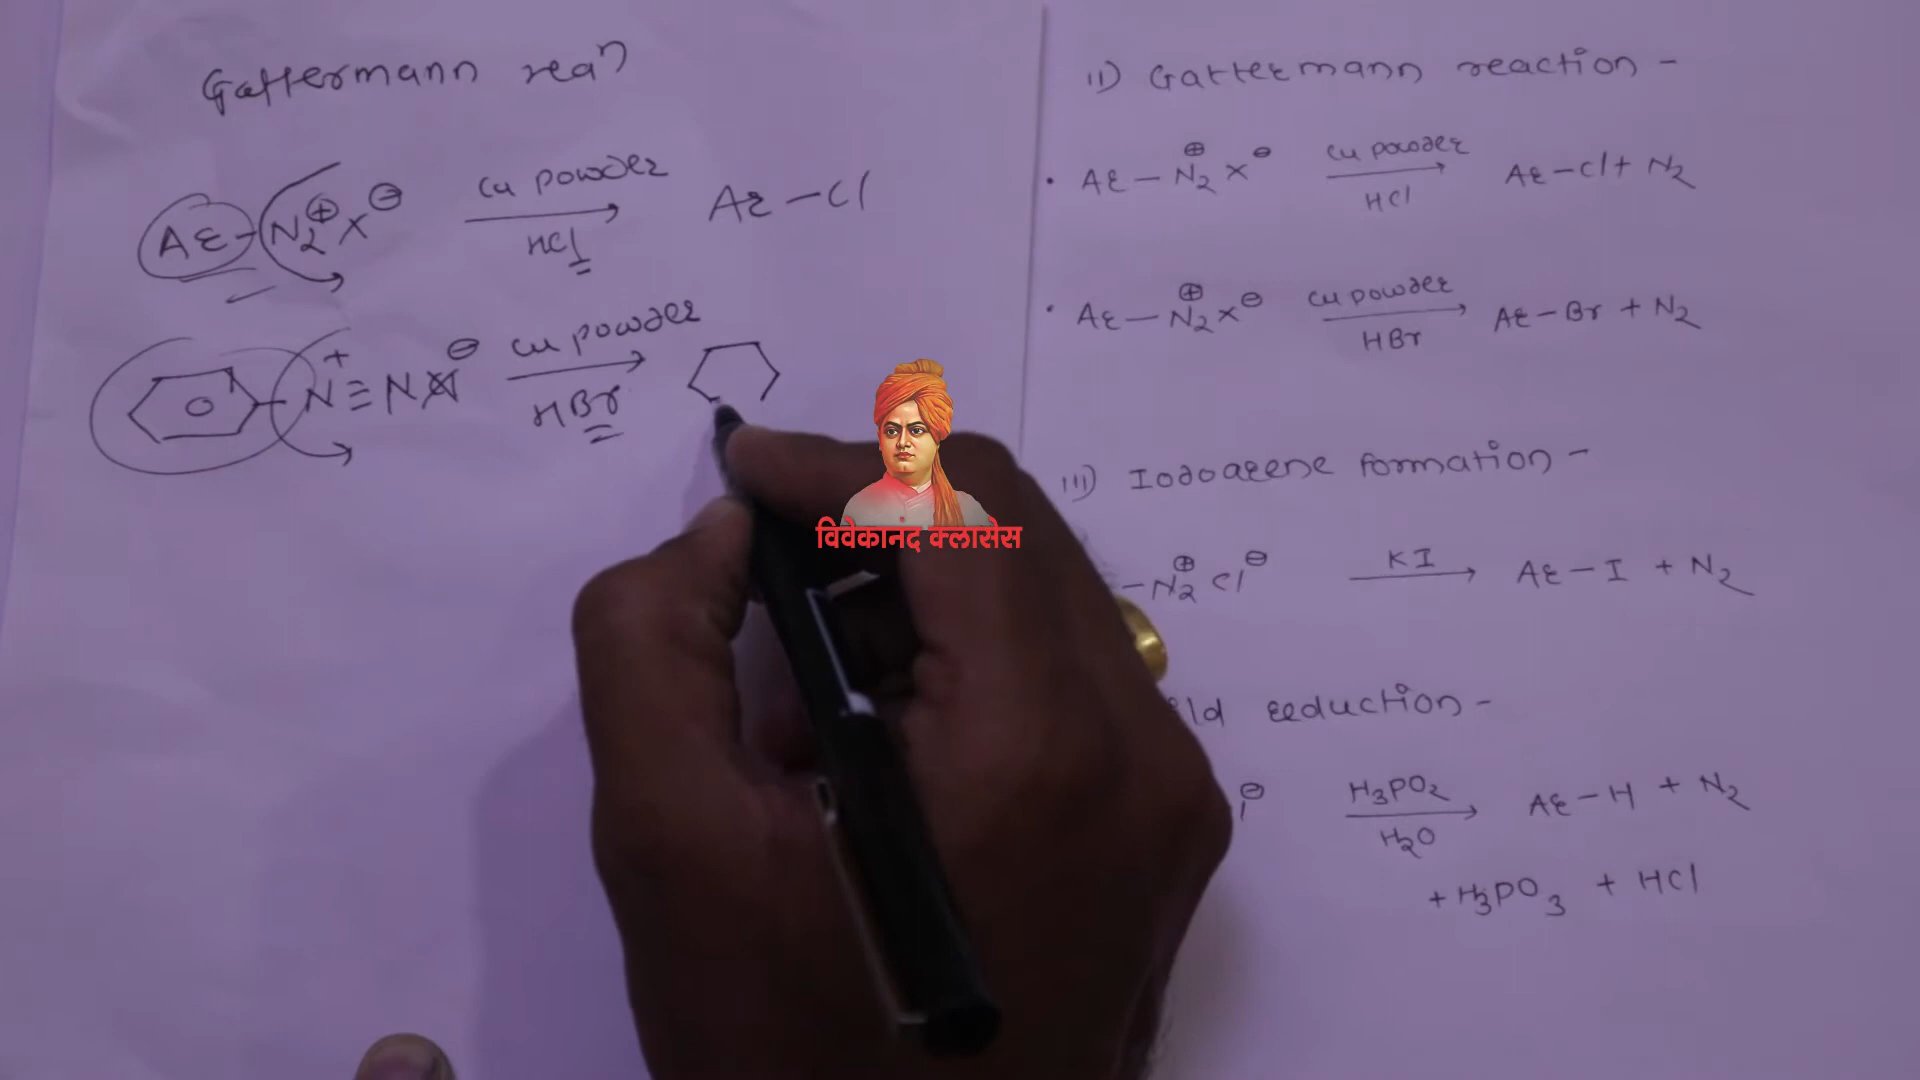 Gattermann rean
Ar-N2⊕X⊖ Cu powder Ar-Cl
HCl
N+≡NX⊖ Cu powder
HBr
विवेकानद क्लासेस
II) Gattermann reaction -
• Ar-N2⊕X⊖ Cu powder Ar-Cl + N2
HCl
• Ar-N2⊕X⊖ Cu powder Ar-Br + N2
HBr
III) Iodoarene formation -
-N2⊕Cl⊖ KI Ar-I + N2
ld reduction -
l⊖ H3PO2 Ar-H + N2
H2O
+ H3PO3 + HCl